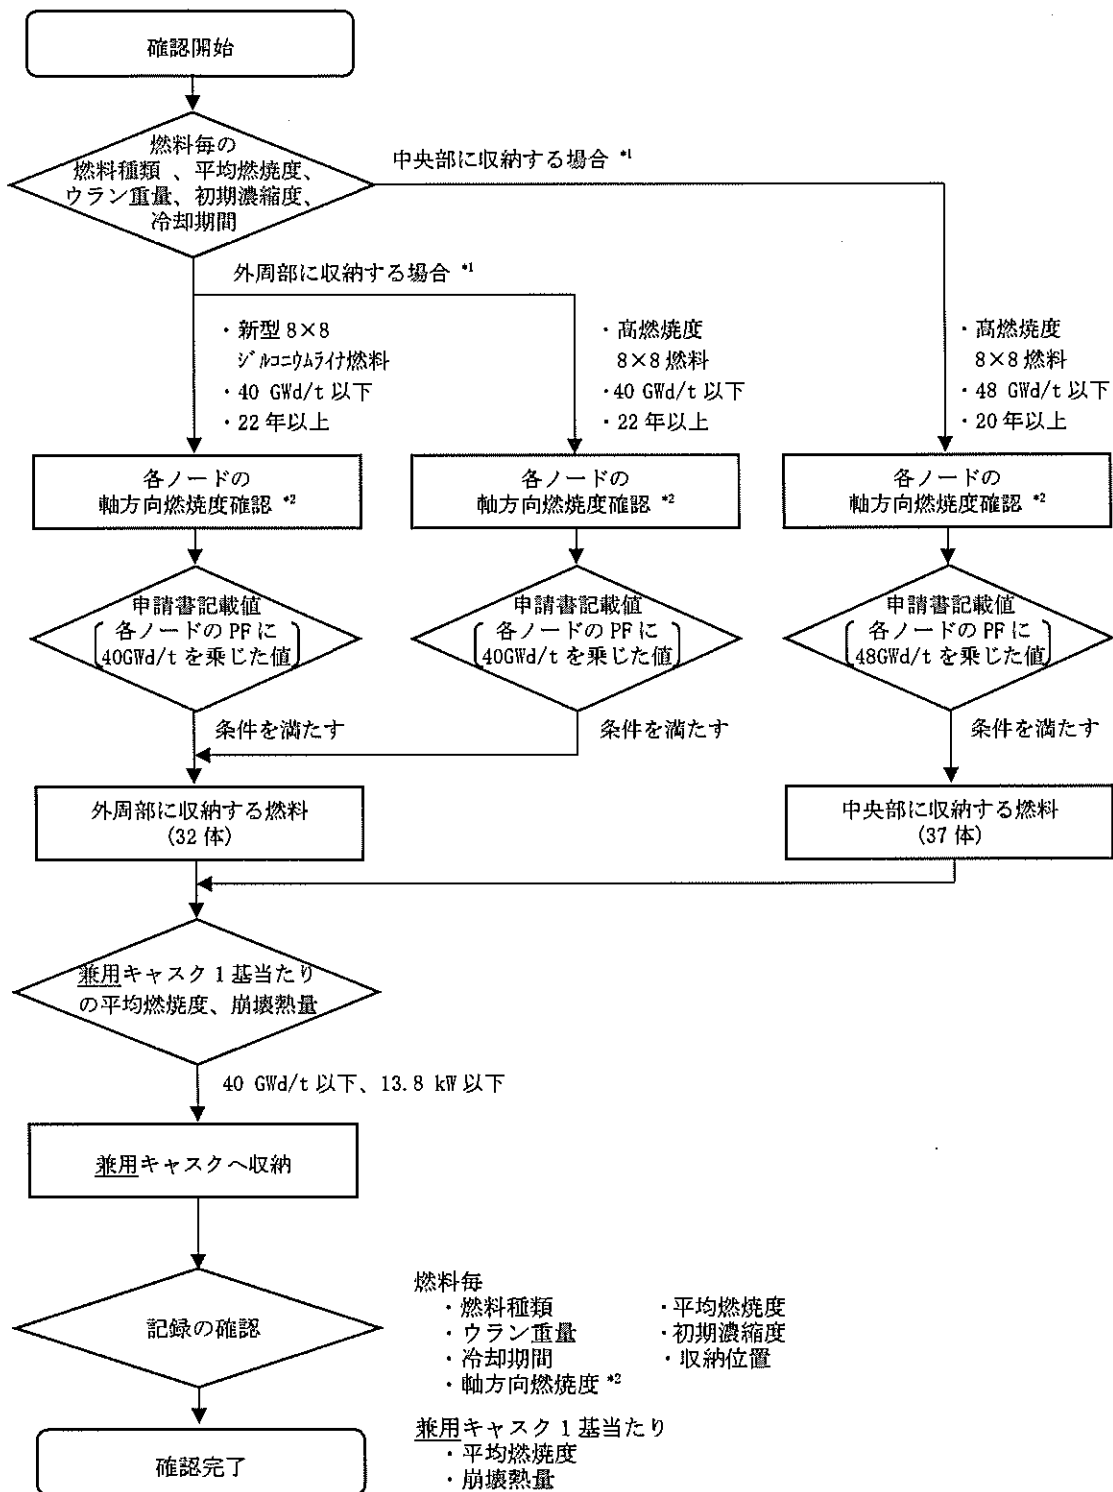 確認開始
燃料毎の
燃料種類 、平均燃焼度、
ウラン重量、初期濃縮度、
冷却期間
中央部に収納する場合 *1
外周部に収納する場合 *1
・新型 8×8
ジルコニウムライナ燃料
・40 GWd/t 以下
・22 年以上
・高燃焼度
8×8 燃料
・40 GWd/t 以下
・22 年以上
・高燃焼度
8×8 燃料
・48 GWd/t 以下
・20 年以上
各ノードの
軸方向燃焼度確認 *2
各ノードの
軸方向燃焼度確認 *2
各ノードの
軸方向燃焼度確認 *2
申請書記載値
各ノードの PF に
40GWd/t を乗じた値
申請書記載値
各ノードの PF に
40GWd/t を乗じた値
申請書記載値
各ノードの PF に
48GWd/t を乗じた値
条件を満たす
条件を満たす
条件を満たす
外周部に収納する燃料
(32 体)
中央部に収納する燃料
(37 体)
兼用キャスク 1 基当たり
の平均燃焼度、崩壊熱量
40 GWd/t 以下、13.8 kW 以下
兼用キャスクへ収納
記録の確認
燃料毎
・燃料種類 ・平均燃焼度
・ウラン重量 ・初期濃縮度
・冷却期間 ・収納位置
・軸方向燃焼度 *2
兼用キャスク 1 基当たり
・平均燃焼度
・崩壊熱量
確認完了